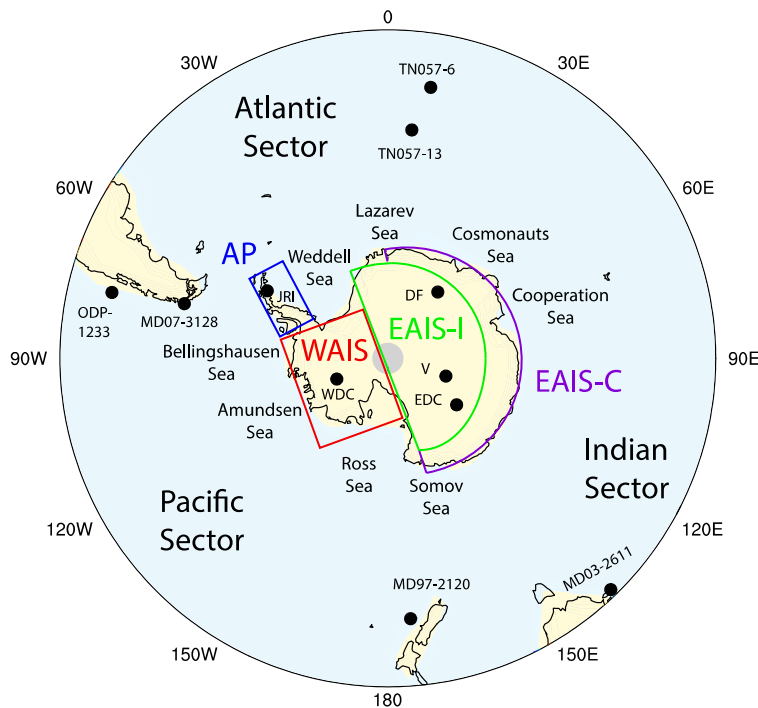 0
30W
30E
TN057-6
Atlantic
Sector
TN057-13
60W
60E
Lazarev
Sea
Cosmonauts
Sea
AP
Weddell
Sea
DF
Cooperation
Sea
JRI
ODP-
1233
MD07-3128
EAIS-I
WAIS
Bellingshausen
Sea
90W
90E
V
EAIS-C
WDC
EDC
Amundsen
Sea
Ross
Sea
Somov
Sea
Indian
Sector
Pacific
Sector
120W
120E
MD03-2611
MD97-2120
150W
150E
180